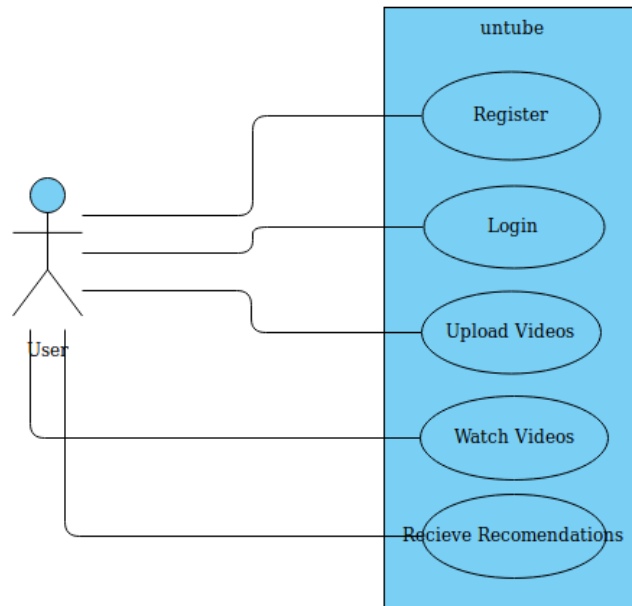 untube
Register
Login
Upload Videos
User
Watch Videos
Recieve Recomendations